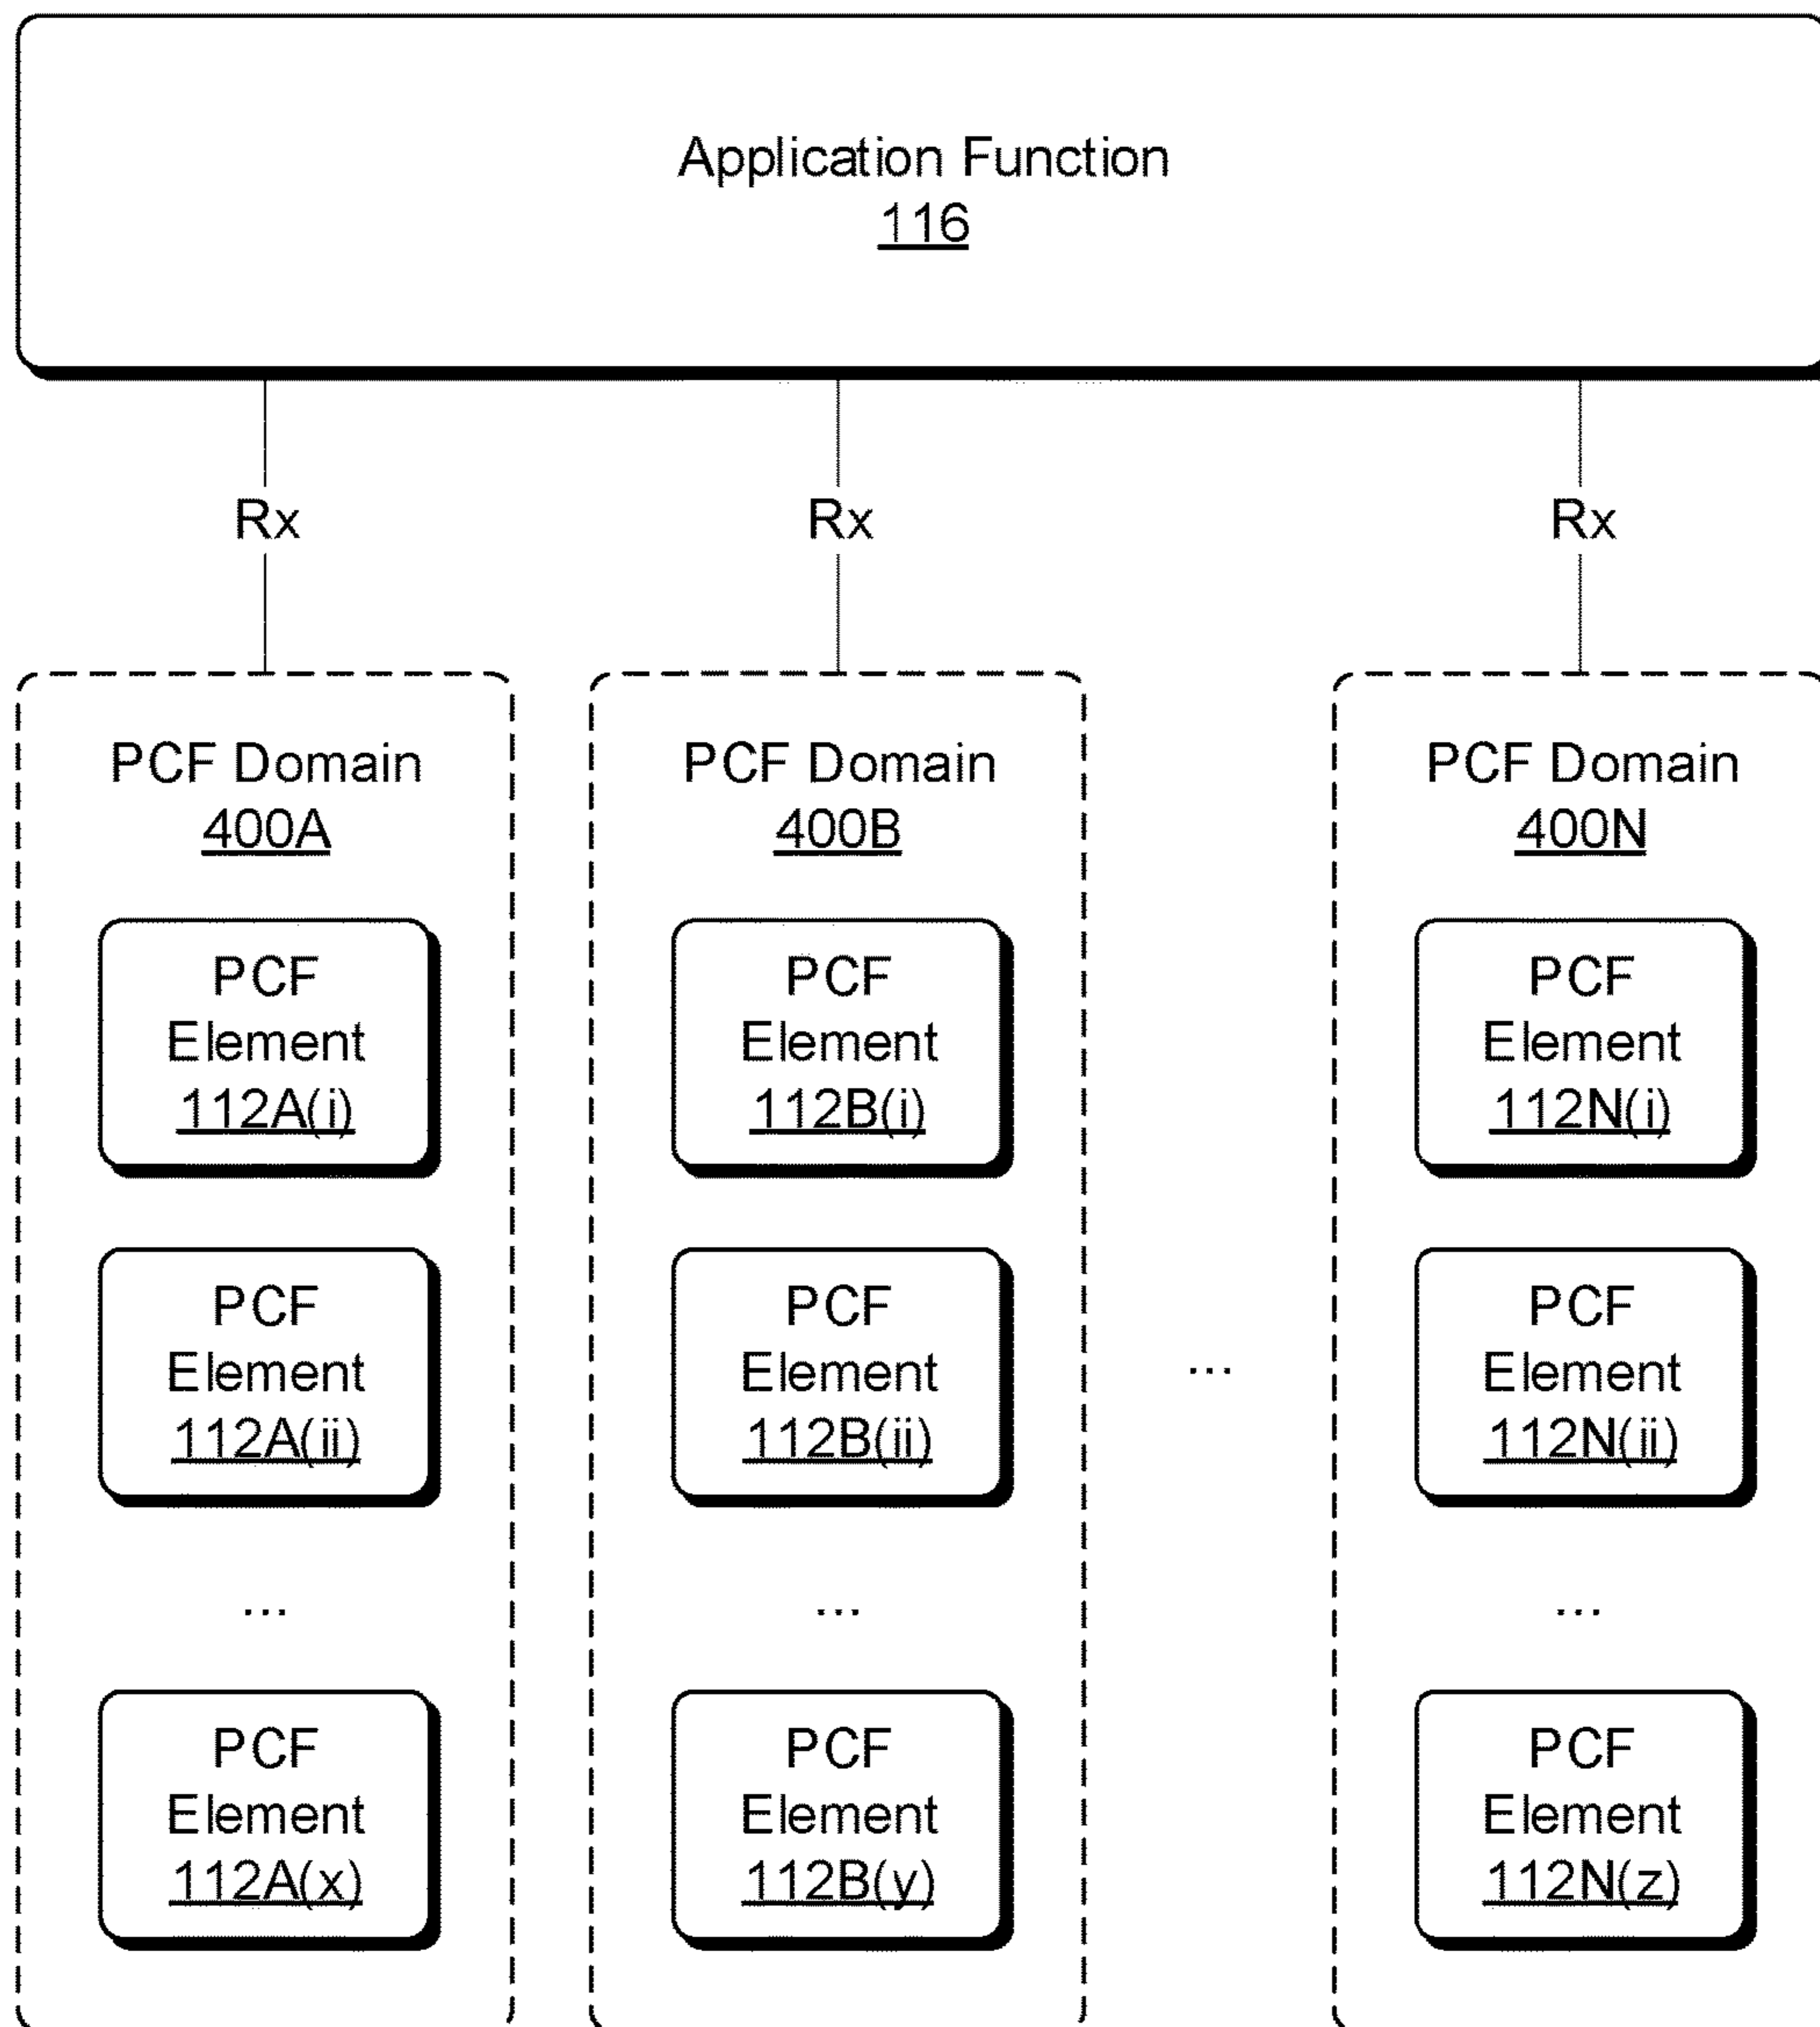 Application Function
116
Rx
Rx
Rx
PCF Domain
400A
PCF Element
112A(i)
PCF Element
112A(ii)
...
PCF Element
112A(x)
PCF Domain
400B
PCF Element
112B(i)
PCF Element
112B(ii)
...
PCF Element
112B(y)
...
PCF Domain
400N
PCF Element
112N(i)
PCF Element
112N(ii)
...
PCF Element
112N(z)